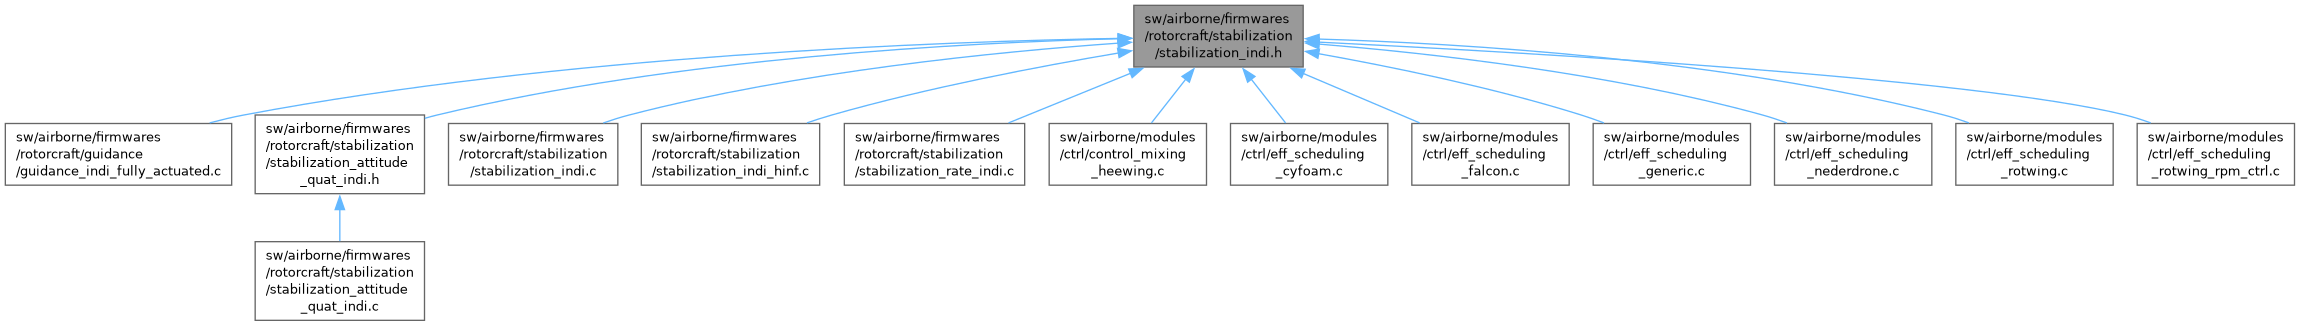 sw/airborne/firmwares
/rotorcraft/stabilization
/stabilization_indi.h
sw/airborne/firmwares
/rotorcraft/guidance
/guidance_indi_fully_actuated.c
sw/airborne/firmwares
/rotorcraft/stabilization
/stabilization_attitude
_quat_indi.h
sw/airborne/firmwares
/rotorcraft/stabilization
/stabilization_indi.c
sw/airborne/firmwares
/rotorcraft/stabilization
/stabilization_indi_hinf.c
sw/airborne/firmwares
/rotorcraft/stabilization
/stabilization_rate_indi.c
sw/airborne/modules
/ctrl/control_mixing
_heewing.c
sw/airborne/modules
/ctrl/eff_scheduling
_cyfoam.c
sw/airborne/modules
/ctrl/eff_scheduling
_falcon.c
sw/airborne/modules
/ctrl/eff_scheduling
_generic.c
sw/airborne/modules
/ctrl/eff_scheduling
_nederdrone.c
sw/airborne/modules
/ctrl/eff_scheduling
_rotwing.c
sw/airborne/modules
/ctrl/eff_scheduling
_rotwing_rpm_ctrl.c
sw/airborne/firmwares
/rotorcraft/stabilization
/stabilization_attitude
_quat_indi.c